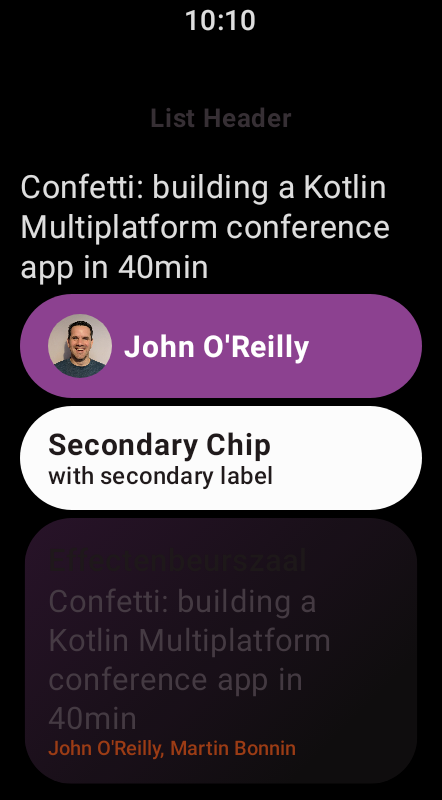 10:10
List Header
Confetti: building a Kotlin
Multiplatform conference
app in 40min
John O'Reilly
Secondary Chip
with secondary label
Effectenbeurszaal
Confetti: building a
Kotlin Multiplatform
conference app in
40min
John O'Reilly, Martin Bonnin